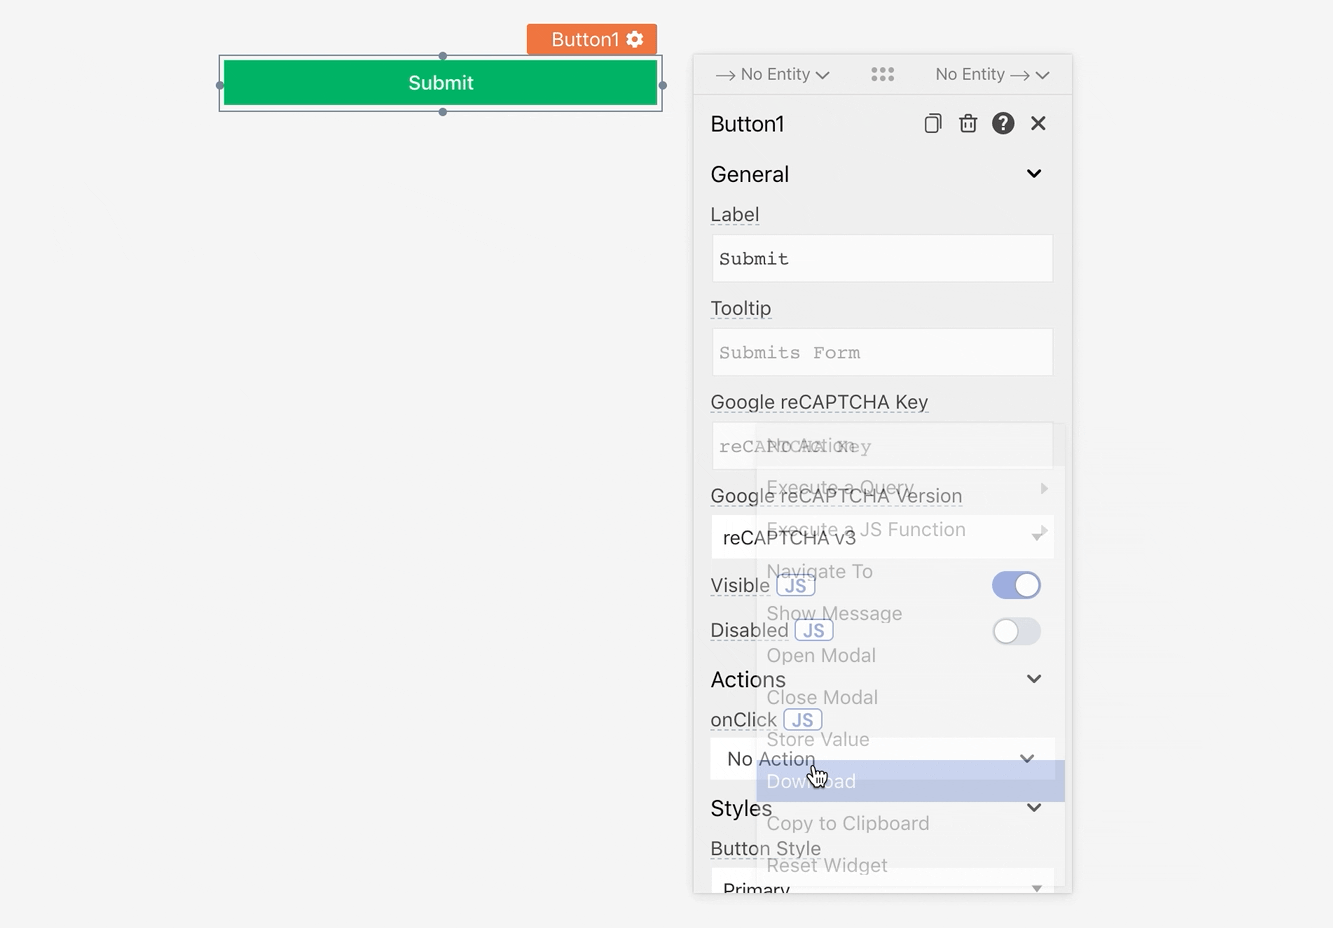 Button1
Submit
No Entity
No Entity
Button1
General
Label
Submit
Tooltip
Submits Form
Google reCAPTCHA Key
reCAPTCHA Key
No Action
Execute a Query
Google reCAPTCHA Version
Execute a JS Function
reCAPTCHA v3
Navigate To
Visible JS
Show Message
Disabled JS
Open Modal
Actions
Close Modal
onClick JS
Store Value
No Action
Download
Styles
Copy to Clipboard
Button Style
Reset Widget
Primary